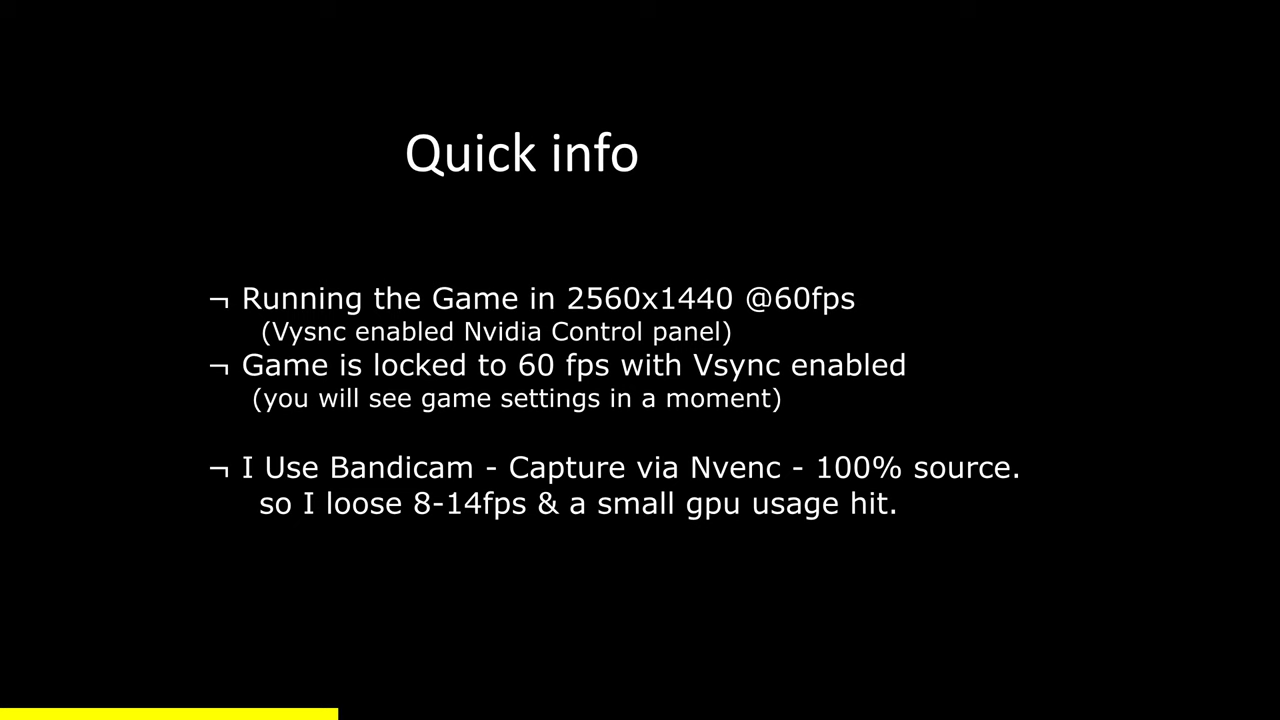 Quick info
¬ Running the Game in 2560x1440 @60fps
(Vysnc enabled Nvidia Control panel)
¬ Game is locked to 60 fps with Vsync enabled
(you will see game settings in a moment)
¬ I Use Bandicam - Capture via Nvenc - 100% source.
so I loose 8-14fps & a small gpu usage hit.